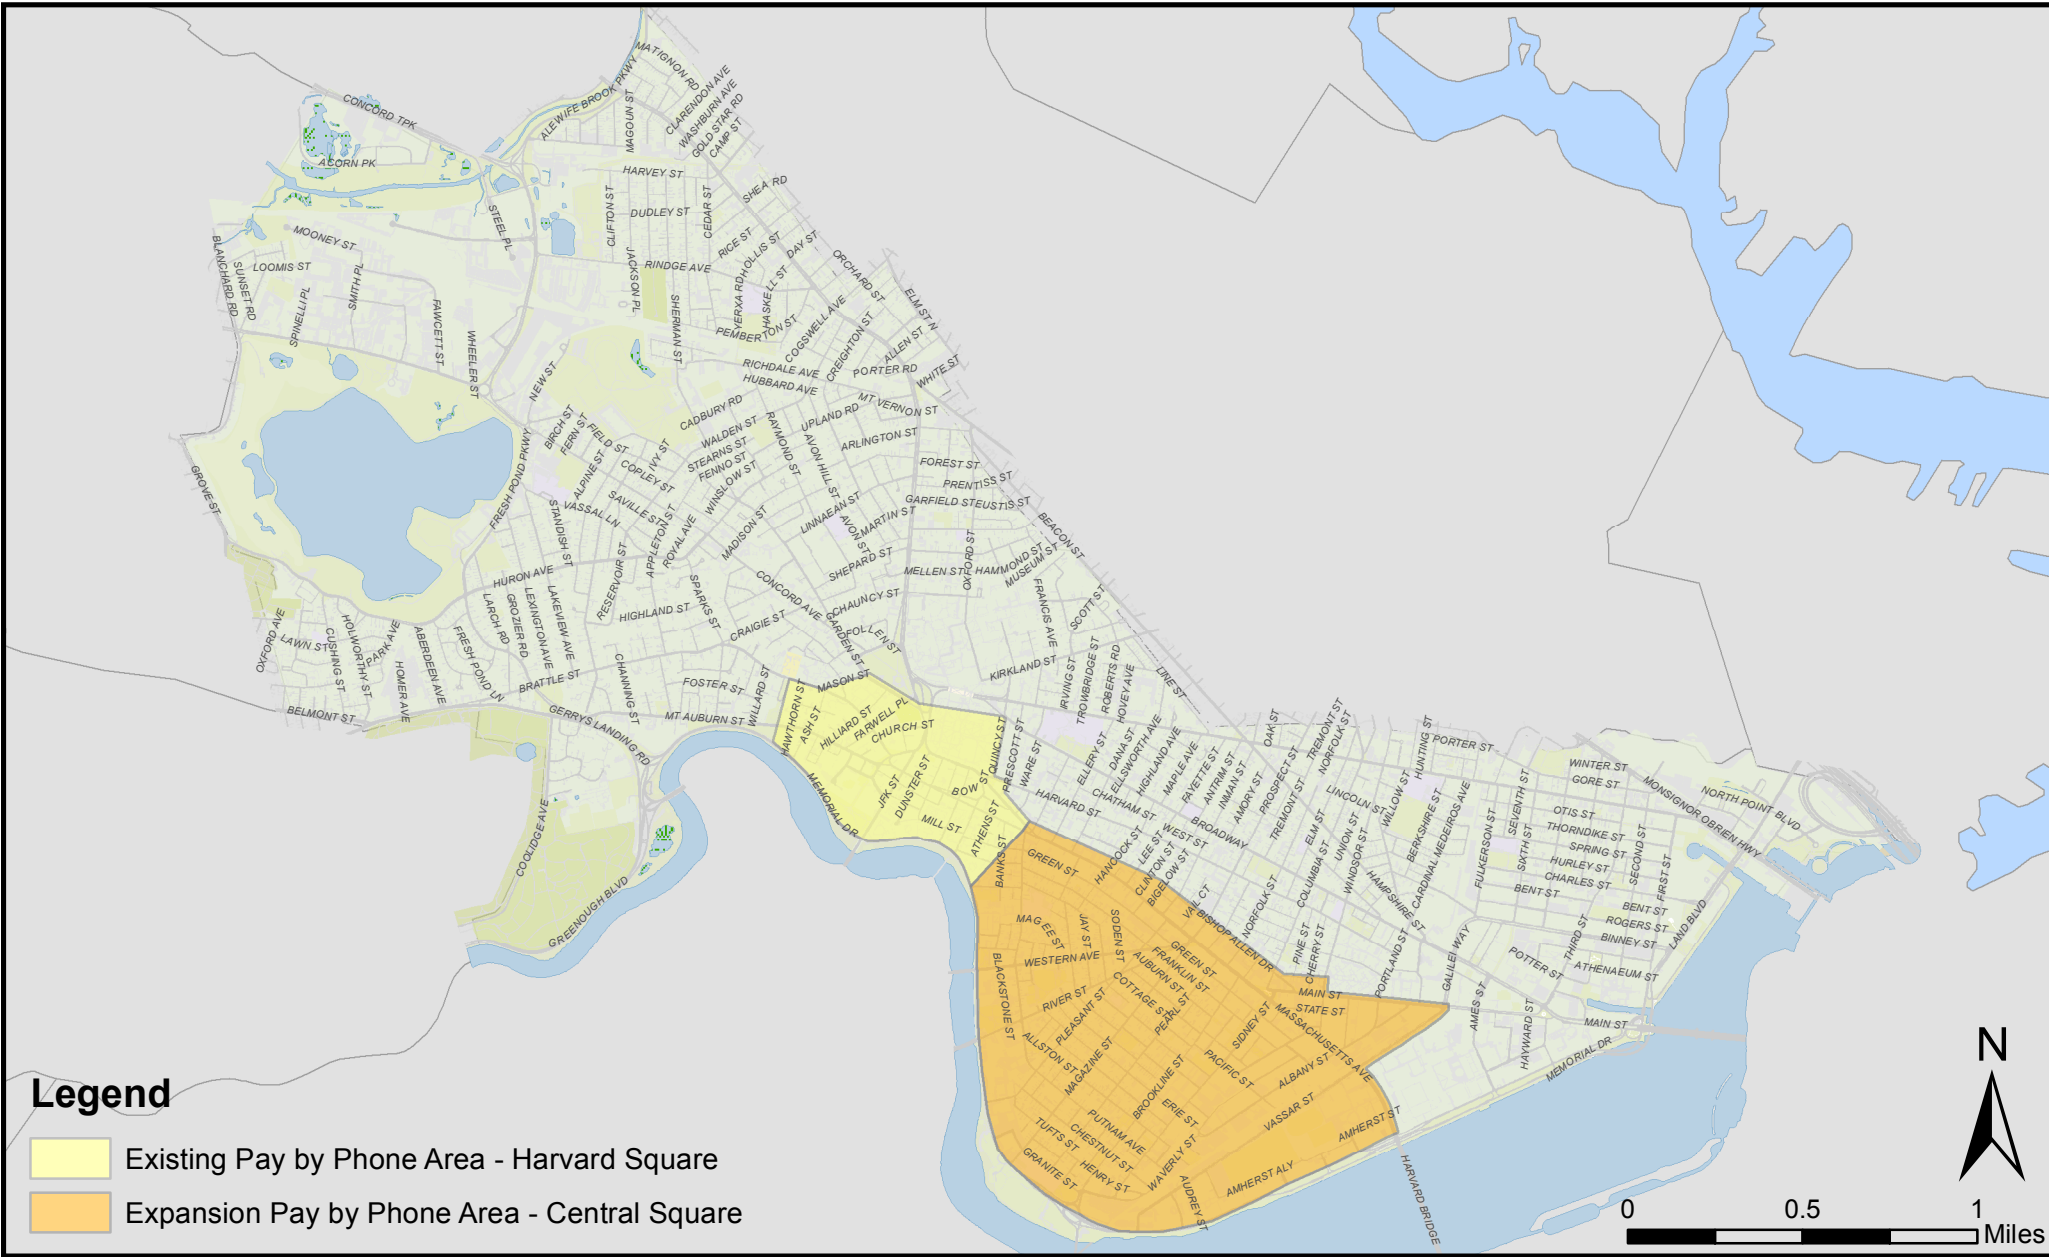 MATIGNON RD
CLARENDON AVE
WASHBURN AVE
GOLD STAR RD
CAMP ST
MAGOUN ST
ALEWIFE BROOK PKWY
CONCORD TPK
ACORN PK
HARVEY ST
SHEA RD
CLIFTON ST
DUDLEY ST
CEDAR ST
STEEL PL
MOONEY ST
RICE ST
HOLLIS ST
DAY ST
ORCHARD ST
BLANCHARD RD
SUNSET RD
LOOMIS ST
SMITH PL
SPINELLI PL
JACKSON PL
RINDGE AVE
YERXA RD
HASKELL ST
ELM ST N
FAWCETT ST
WHEELER ST
SHERMAN ST
PEMBERTON ST
COGSWELL AVE
CREIGHTON ST
ALLEN ST
NEW ST
RICHDALE AVE
PORTER RD
WHITE ST
HUBBARD AVE
MT VERNON ST
CADBURY RD
UPLAND RD
BIRCH ST
FERN ST
FIELD ST
IVY ST
WALDEN ST
RAYMOND ST
AVON HILL ST
ARLINGTON ST
STEARNS ST
FENNO ST
WINSLOW ST
COPLEY ST
ALPINE ST
FOREST ST
PRENTISS ST
GROVE ST
FRESH POND PKWY
SAVILLE ST
VASSAL LN
STANDISH ST
APPLETON ST
ROYAL AVE
MADISON ST
LINNAEAN ST
AVON ST
MARTIN ST
GARFIELD ST
EUSTIS ST
BEACON ST
RESERVOIR ST
SHEPARD ST
MELLEN ST
OXFORD ST
HAMMOND ST
MUSEUM ST
HURON AVE
CONCORD AVE
CHAUNCY ST
SPARKS ST
FRANCIS AVE
SCOTT ST
LARCH RD
GROZIER RD
LEXINGTON AVE
LAKEVIEW AVE
HIGHLAND ST
CRAIGIE ST
GARDEN ST
FOLLEN ST
OXFORD AVE
LAWN ST
CUSHING ST
HOLWORTHY ST
PARK AVE
HOMER AVE
ABERDEEN AVE
FRESH POND LN
BRATTLE ST
CHANNING ST
FOSTER ST
WILLARD ST
MASON ST
KIRKLAND ST
IRVING ST
TROWBRIDGE ST
ROBERTS RD
HOVEY AVE
LINE ST
BELMONT ST
GERRYS LANDING RD
MT AUBURN ST
HAWTHORN ST
ASH ST
HILLIARD ST
FARWELL PL
CHURCH ST
QUINCY ST
PRESCOTT ST
WARE ST
ELLERY ST
DANA ST
ELLSWORTH AVE
HIGHLAND AVE
MAPLE AVE
FAYETTE ST
ANTRIM ST
INMAN ST
AMORY ST
PROSPECT ST
OAK ST
TREMONT ST
NORFOLK ST
HUNTING ST
PORTER ST
WINTER ST
GORE ST
MONSIGNOR OBRIEN HWY
NORTH POINT BLVD
MEMORIAL DR
JFK ST
DUNSTER ST
BOW ST
MILL ST
ATHENS ST
BANKS ST
HARVARD ST
CHATHAM ST
WEST ST
BROADWAY
TREMONT ST
LINCOLN ST
WILLOW ST
BERKSHIRE ST
CARDINAL MEDEIROS AVE
ELM ST
UNION ST
WINDSOR ST
COLUMBIA ST
HAMPSHIRE ST
FULKERSON ST
SEVENTH ST
SIXTH ST
OTIS ST
THORNDIKE ST
SPRING ST
HURLEY ST
CHARLES ST
BENT ST
SECOND ST
FIRST ST
BENT ST
ROGERS ST
BINNEY ST
THIRD ST
LAND BLVD
COOLIDGE AVE
GREENOUGH BLVD
GREEN ST
HANCOCK ST
LEE ST
CLINTON ST
BIGELOW ST
VAIL CT
BISHOP ALLEN DR
NORFOLK ST
PINE ST
CHERRY ST
PORTLAND ST
GALILEI WAY
POTTER ST
ATHENAEUM ST
MAGEE ST
JAY ST
SODEN ST
WESTERN AVE
GREEN ST
FRANKLIN ST
AUBURN ST
COTTAGE ST
PEARL ST
BLACKSTONE ST
RIVER ST
PLEASANT ST
ALLSTON ST
MAGAZINE ST
SIDNEY ST
MAIN ST
STATE ST
MASSACHUSETTS AVE
AMES ST
HAYWARD ST
MAIN ST
MEMORIAL DR
PACIFIC ST
ALBANY ST
BROOKLINE ST
ERIE ST
VASSAR ST
AMHERST ST
PUTNAM AVE
TUFTS ST
CHESTNUT ST
HENRY ST
GRANITE ST
WAVERLY ST
AUDREY ST
AMHERST ALY
HARVARD BRIDGE
Legend
Existing Pay by Phone Area - Harvard Square
Expansion Pay by Phone Area - Central Square
N
0 0.5 1
Miles